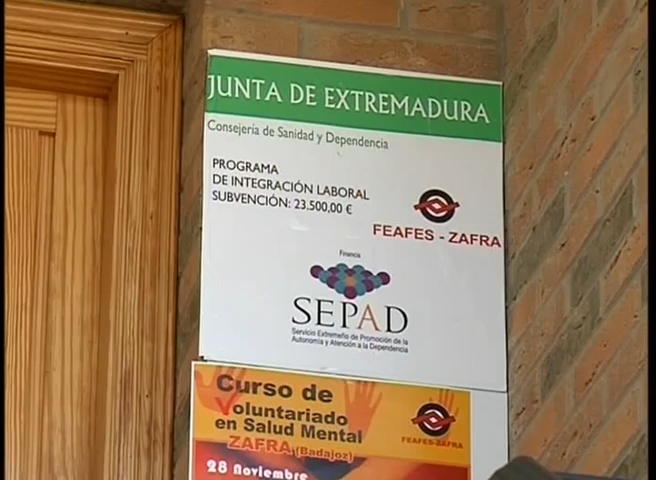 JUNTA DE EXTREMADURA
Consejería de Sanidad y Dependencia
PROGRAMA
DE INTEGRACIÓN LABORAL
SUBVENCIÓN: 23.500,00 €
FEAFES - ZAFRA
Financia
SEPAD
Servicio Extremeño de Promoción de la
Autonomía y Atención a la Dependencia
Curso de
Voluntariado
en Salud Mental
ZAFRA (Badajoz)
FEAFES - ZAFRA
28 Noviembre